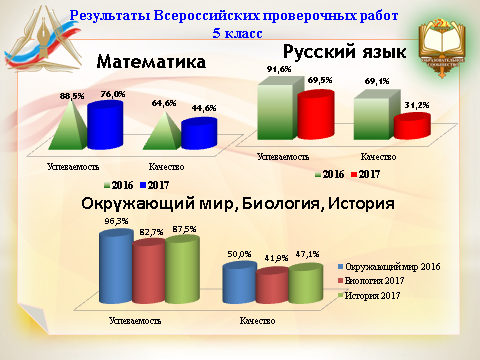 Результаты Всероссийских проверочных работ
5 класс
Математика
88,5% 76,0% 64,6% 44,6%
Успеваемость Качество
2016 2017
Русский язык
91,6% 69,5% 69,1% 31,2%
Успеваемость Качество
2016 2017
Окружающий мир, Биология, История
96,3% 82,7% 87,5% 50,0% 41,9% 47,1%
Успеваемость Качество
Окружающий мир 2016
Биология 2017
История 2017